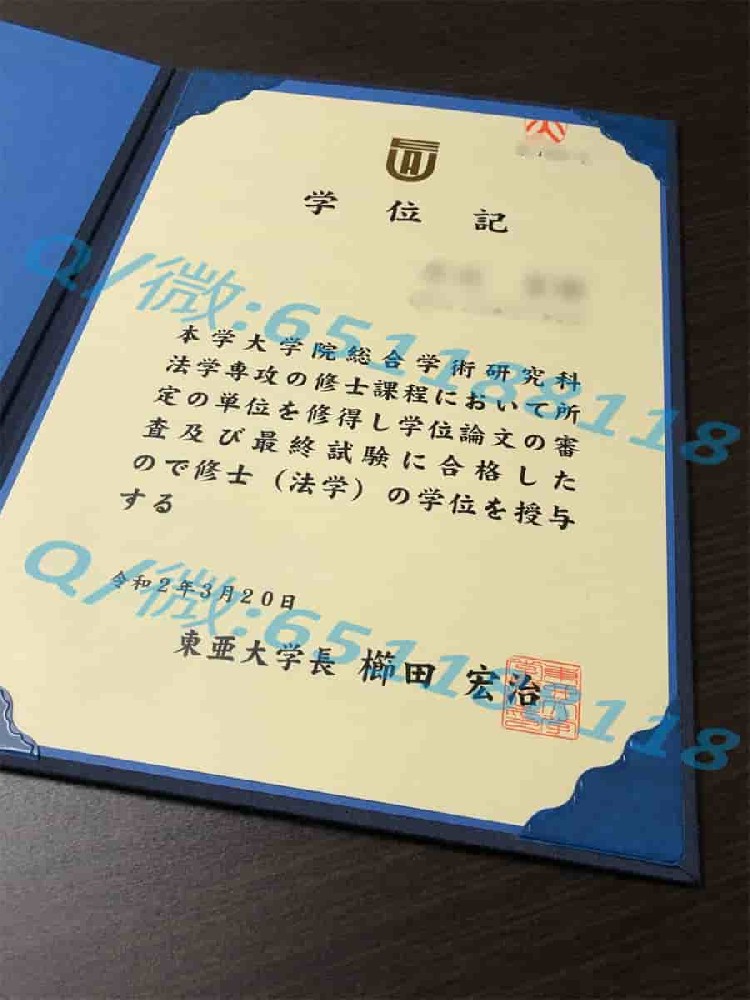 学位記
本学大学院総合学術研究科
法学専攻の修士課程において所
定の単位を修得し学位論文の審
査及び最終試験に合格した
ので修士（法学）の学位を授与
する
令和2年3月20日
東亜大学長 櫛田 宏治
Q/微:651188118
Q/微:651188118